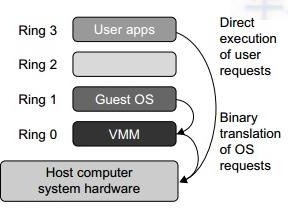 Ring 3
User apps
Ring 2
Ring 1
Guest OS
Ring 0
VMM
Host computer
system hardware
Direct
execution
of user
requests
Binary
translation
of OS
requests